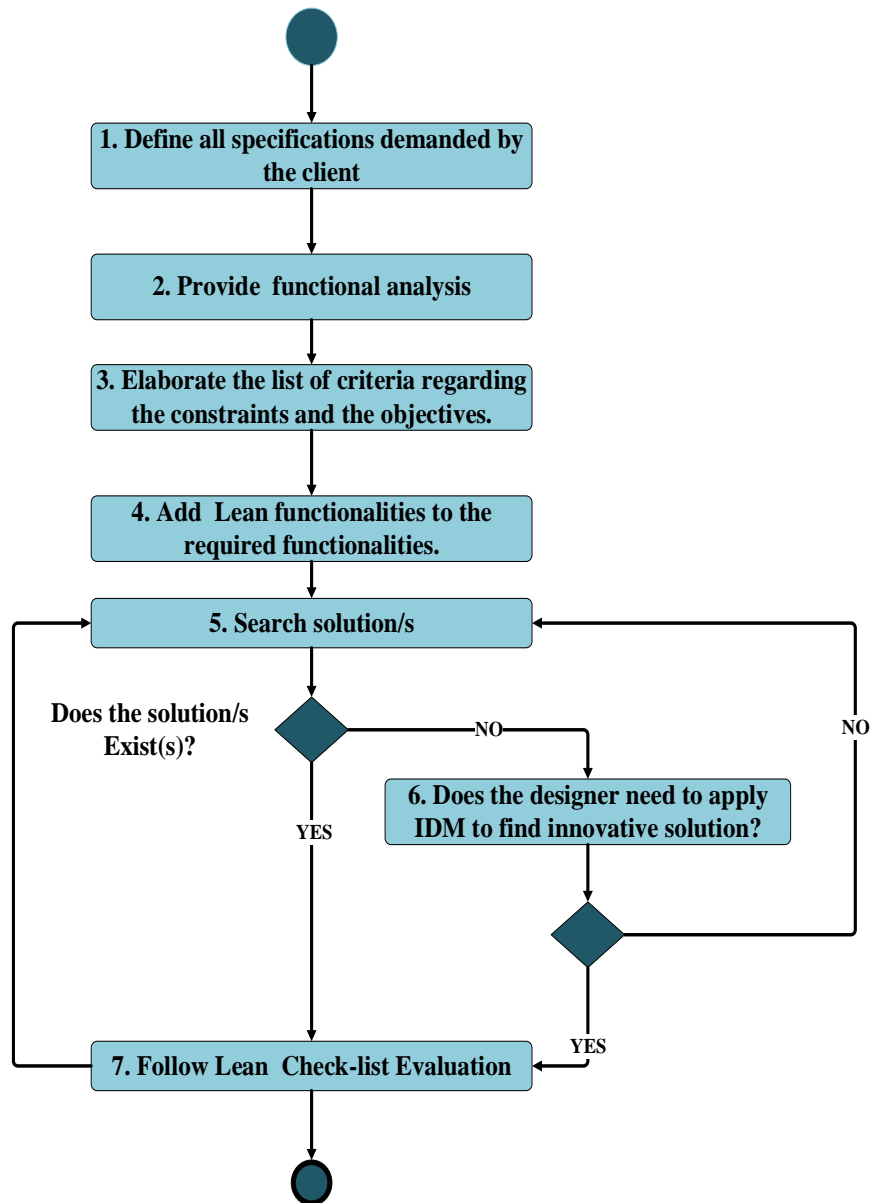 1. Define all specifications demanded by
the client
2. Provide  functional analysis
3. Elaborate the list of criteria regarding
the constraints and the objectives.
4. Add  Lean functionalities to the
required functionalities.
5. Search solution/s
Does the solution/s
Exist(s)?
NO
NO
6. Does the designer need to apply
IDM to find innovative solution?
YES
YES
7. Follow Lean  Check-list Evaluation